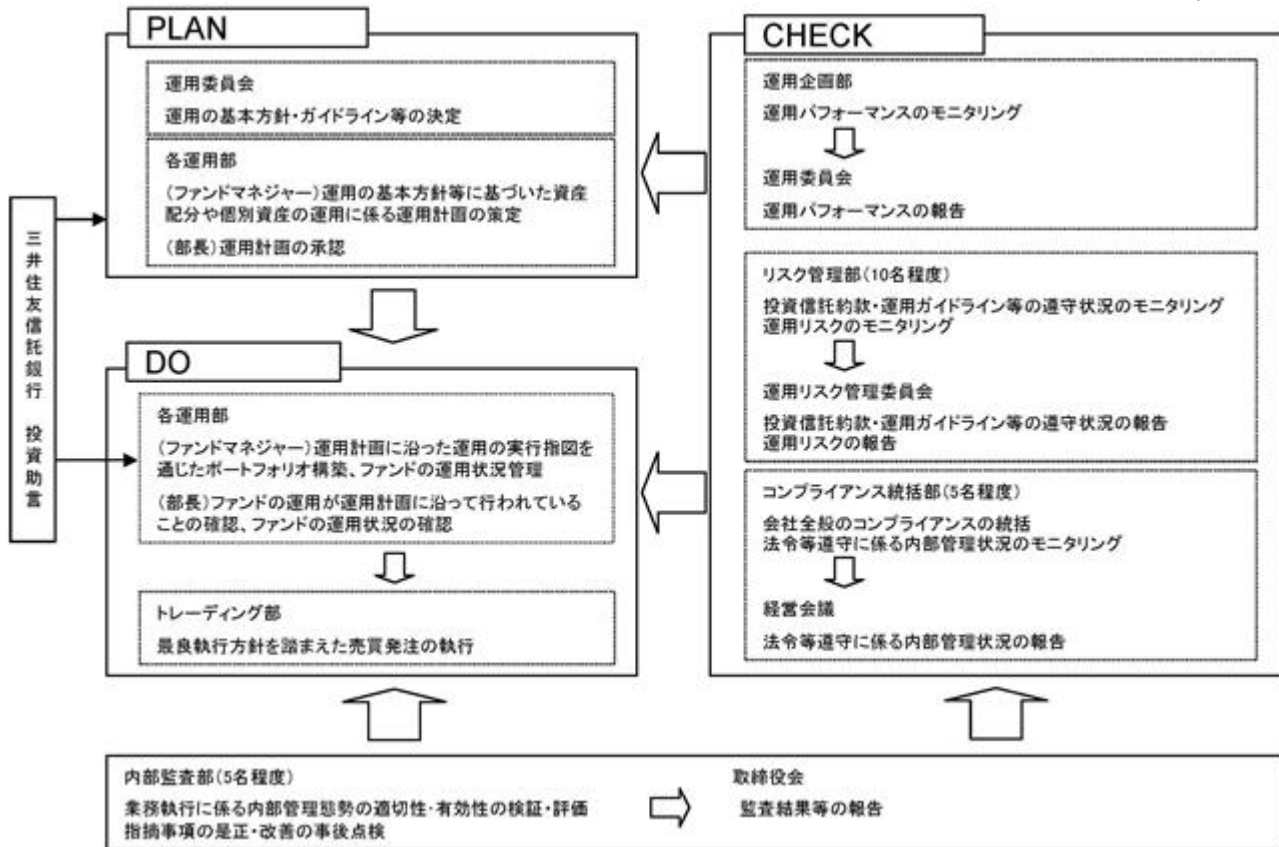 PLAN
運用委員会
運用の基本方針・ガイドライン等の決定
各運用部
(ファンドマネジャー)運用の基本方針等に基づいた資産
配分や個別資産の運用に係る運用計画の策定
(部長)運用計画の承認
三井住友信託銀行 投資助言
DO
各運用部
(ファンドマネジャー)運用計画に沿った運用の実行指図を
通じたポートフォリオ構築、ファンドの運用状況管理
(部長)ファンドの運用が運用計画に沿って行われている
ことの確認、ファンドの運用状況の確認
トレーディング部
最良執行方針を踏まえた売買発注の執行
CHECK
運用企画部
運用パフォーマンスのモニタリング
運用委員会
運用パフォーマンスの報告
リスク管理部(10名程度)
投資信託約款・運用ガイドライン等の遵守状況のモニタリング
運用リスクのモニタリング
運用リスク管理委員会
投資信託約款・運用ガイドライン等の遵守状況の報告
運用リスクの報告
コンプライアンス統括部(5名程度)
会社全般のコンプライアンスの統括
法令等遵守に係る内部管理状況のモニタリング
経営会議
法令等遵守に係る内部管理状況の報告
内部監査部(5名程度)
業務執行に係る内部管理態勢の適切性・有効性の検証・評価
指摘事項の是正・改善の事後点検
取締役会
監査結果等の報告